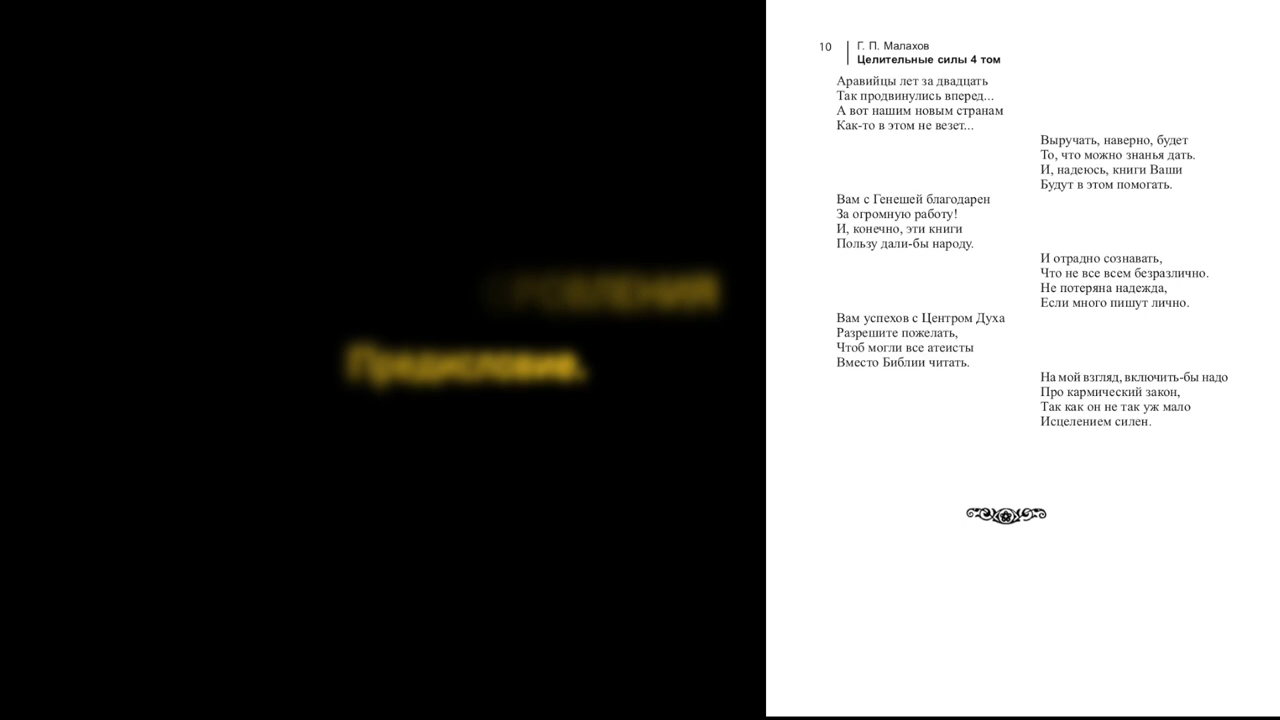 Предисловие.
10
Г. П. Малахов
Целительные силы 4 том
Аравийцы лет за двадцать
Так продвинулись вперед...
А вот нашим новым странам
Как-то в этом не везет...
Выручать, наверно, будет
То, что можно знанья дать.
И, надеюсь, книги Ваши
Будут в этом помогать.
Вам с Генешей благодарен
За огромную работу!
И, конечно, эти книги
Пользу дали-бы народу.
И отрадно сознавать,
Что не все всем безразлично.
Не потеряна надежда,
Если много пишут лично.
Вам успехов с Центром Духа
Разрешите пожелать,
Чтоб могли все атеисты
Вместо Библии читать.
На мой взгляд, включить-бы надо
Про кармический закон,
Так как он не так уж мало
Исцелением силен.